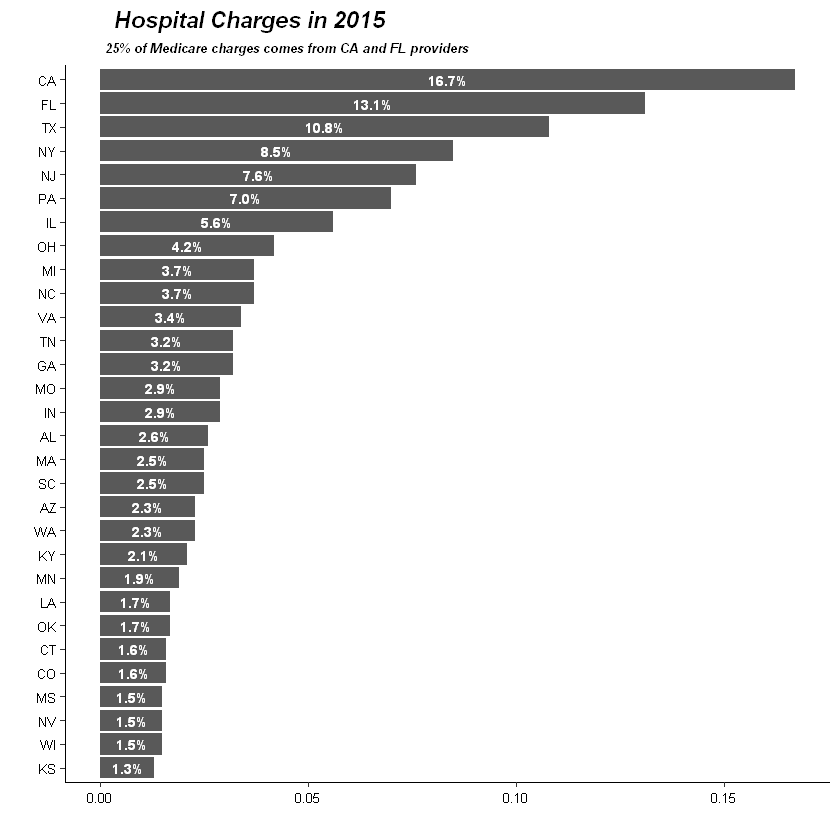 Hospital Charges in 2015
25% of Medicare charges comes from CA and FL providers
CA 16.7%
FL 13.1%
TX 10.8%
NY 8.5%
NJ 7.6%
PA 7.0%
IL 5.6%
OH 4.2%
MI 3.7%
NC 3.7%
VA 3.4%
TN 3.2%
GA 3.2%
MO 2.9%
IN 2.9%
AL 2.6%
MA 2.5%
SC 2.5%
AZ 2.3%
WA 2.3%
KY 2.1%
MN 1.9%
LA 1.7%
OK 1.7%
CT 1.6%
CO 1.6%
MS 1.5%
NV 1.5%
WI 1.5%
KS 1.3%
0.00 0.05 0.10 0.15